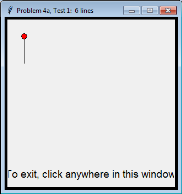 Problem 4a, Test 1: 6 lines
To exit, click anywhere in this window